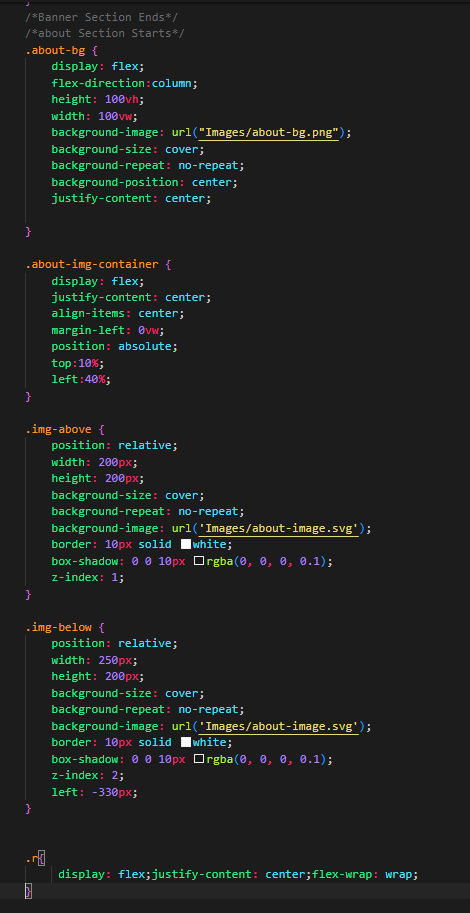 }
/*Banner Section Ends*/
/*about Section Starts*/
.about-bg {
display: flex;
flex-direction:column;
height: 100vh;
width: 100vw;
background-image: url("Images/about-bg.png");
background-size: cover;
background-repeat: no-repeat;
background-position: center;
justify-content: center;
}
.about-img-container {
display: flex;
justify-content: center;
align-items: center;
margin-left: 0vw;
position: absolute;
top:10%;
left:40%;
}
.img-above {
position: relative;
width: 200px;
height: 200px;
background-size: cover;
background-repeat: no-repeat;
background-image: url('Images/about-image.svg');
border: 10px solid white;
box-shadow: 0 0 10px rgba(0, 0, 0, 0.1);
z-index: 1;
}
.img-below {
position: relative;
width: 250px;
height: 200px;
background-size: cover;
background-repeat: no-repeat;
background-image: url('Images/about-image.svg');
border: 10px solid white;
box-shadow: 0 0 10px rgba(0, 0, 0, 0.1);
z-index: 2;
left: -330px;
}
.r{
display: flex;justify-content: center;flex-wrap: wrap;
}